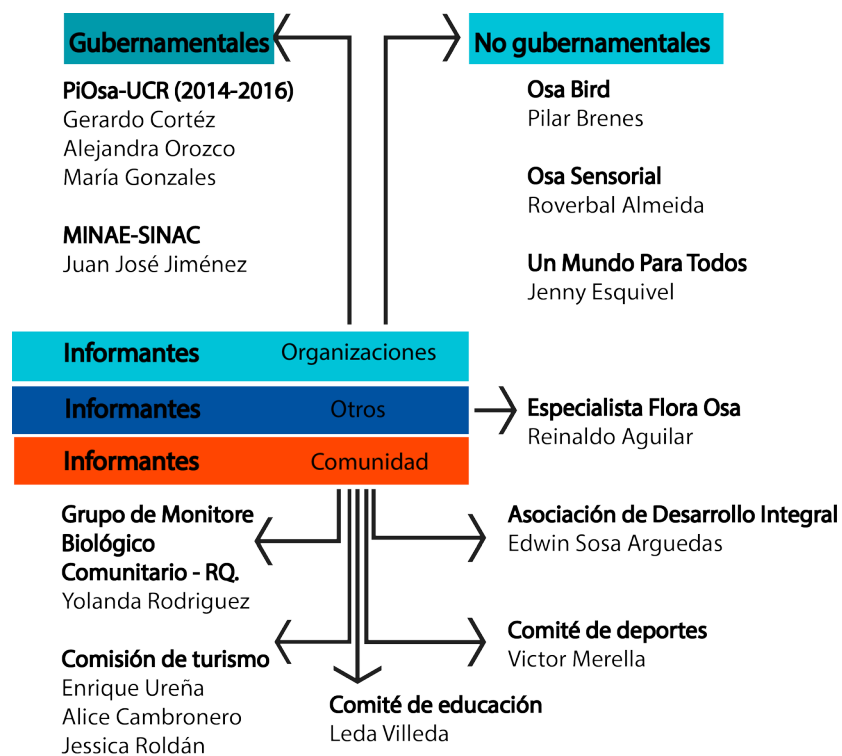 Gubernamentales
No gubernamentales
PiOsa-UCR (2014-2016)
Gerardo Cortéz
Alejandra Orozco
María Gonzales
MINAE-SINAC
Juan José Jiménez
Osa Bird
Pilar Brenes
Osa Sensorial
Roverbal Almeida
Un Mundo Para Todos
Jenny Esquivel
Informantes Organizaciones
Informantes Otros
Informantes Comunidad
Especialista Flora Osa
Reinaldo Aguilar
Grupo de Monitore
Biológico
Comunitario - RQ.
Yolanda Rodriguez
Asociación de Desarrollo Integral
Edwin Sosa Arguedas
Comisión de turismo
Enrique Ureña
Alice Cambronero
Jessica Roldán
Comité de educación
Leda Villeda
Comité de deportes
Victor Merella